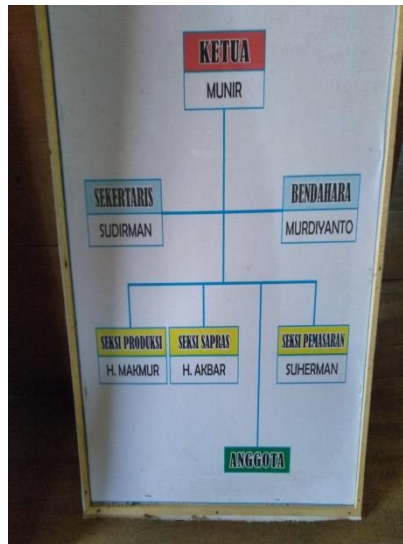 KETUA
MUNIR
SEKERTARIS
SUDIRMAN
BENDAHARA
MURDIYANTO
SEKSI PRODUKSI
H. MAKMUR
SEKSI SAPRAS
H. AKBAR
SEKSI PEMASARAN
SUHERMAN
ANGGOTA